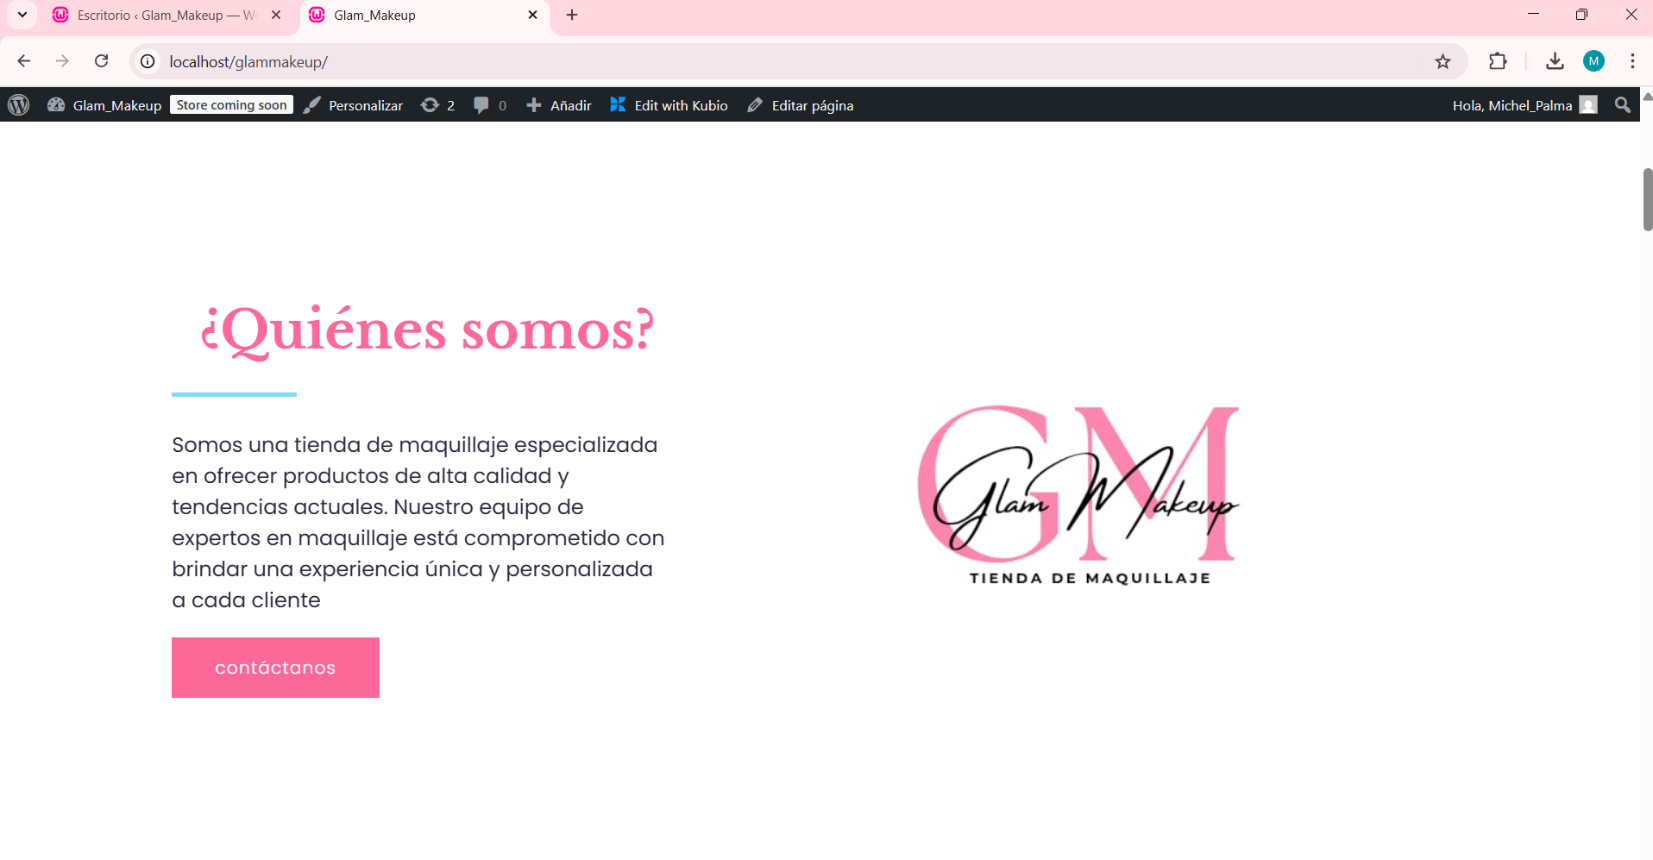 Escritorio ‹ Glam_Makeup — W
Glam_Makeup
localhost/glammakeup/
M
Glam_Makeup
Store coming soon
Personalizar
2
0
Añadir
Edit with Kubio
Editar página
Hola, Michel_Palma
¿Quiénes somos?
Somos una tienda de maquillaje especializada
en ofrecer productos de alta calidad y
tendencias actuales. Nuestro equipo de
expertos en maquillaje está comprometido con
brindar una experiencia única y personalizada
a cada cliente
contáctanos
GM
Glam Makeup
TIENDA DE MAQUILLAJE